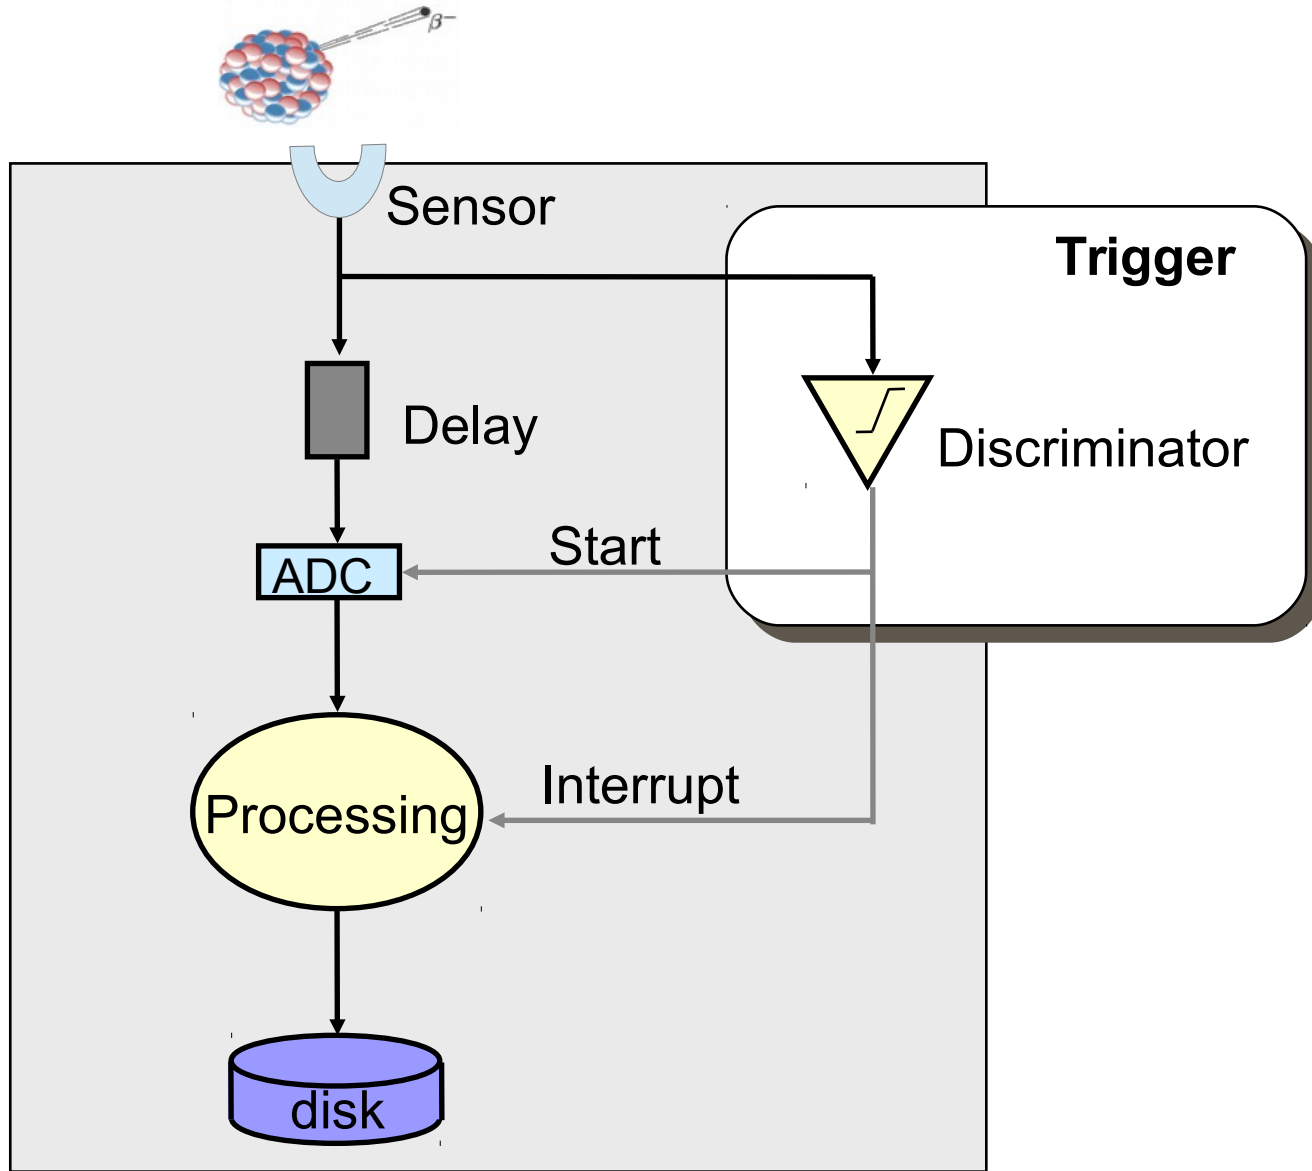 β⁻
Sensor
Trigger
Delay
Discriminator
Start
ADC
Interrupt
Processing
disk